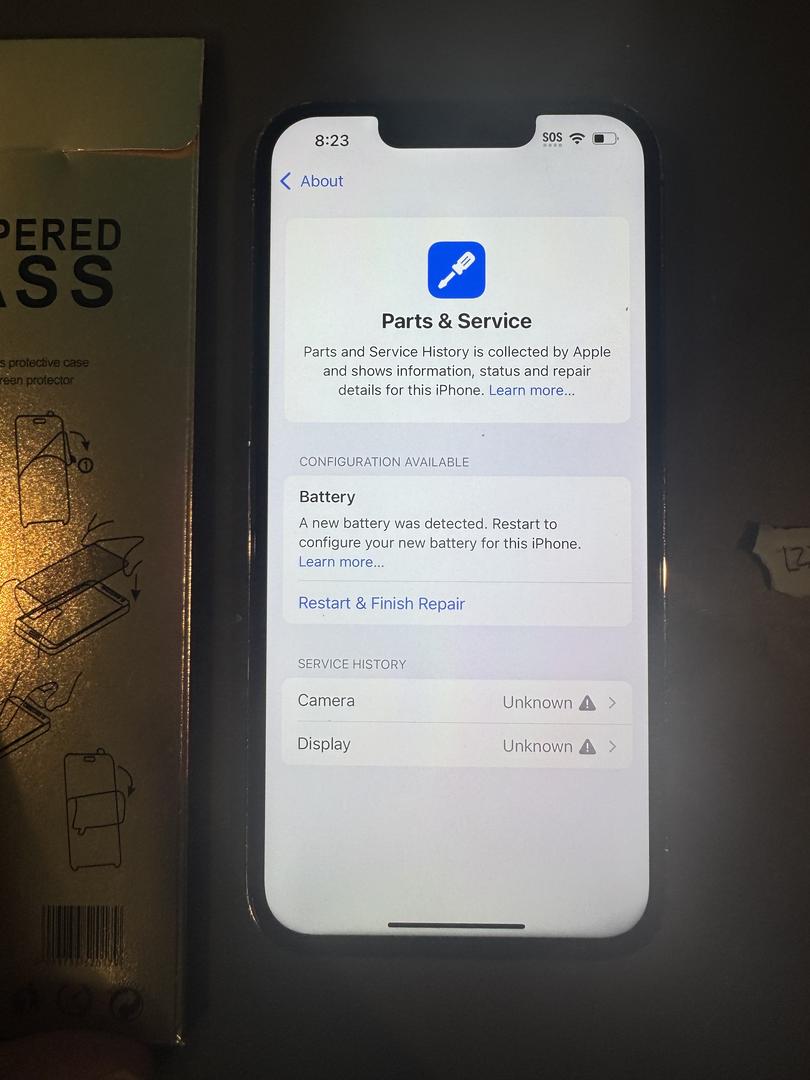 PERED
ASS
s protective case
reen protector
8:23
SOS
About
Parts & Service
Parts and Service History is collected by Apple
and shows information, status and repair
details for this iPhone. Learn more...
CONFIGURATION AVAILABLE
Battery
A new battery was detected. Restart to
configure your new battery for this iPhone.
Learn more...
Restart & Finish Repair
SERVICE HISTORY
Camera Unknown
Display Unknown